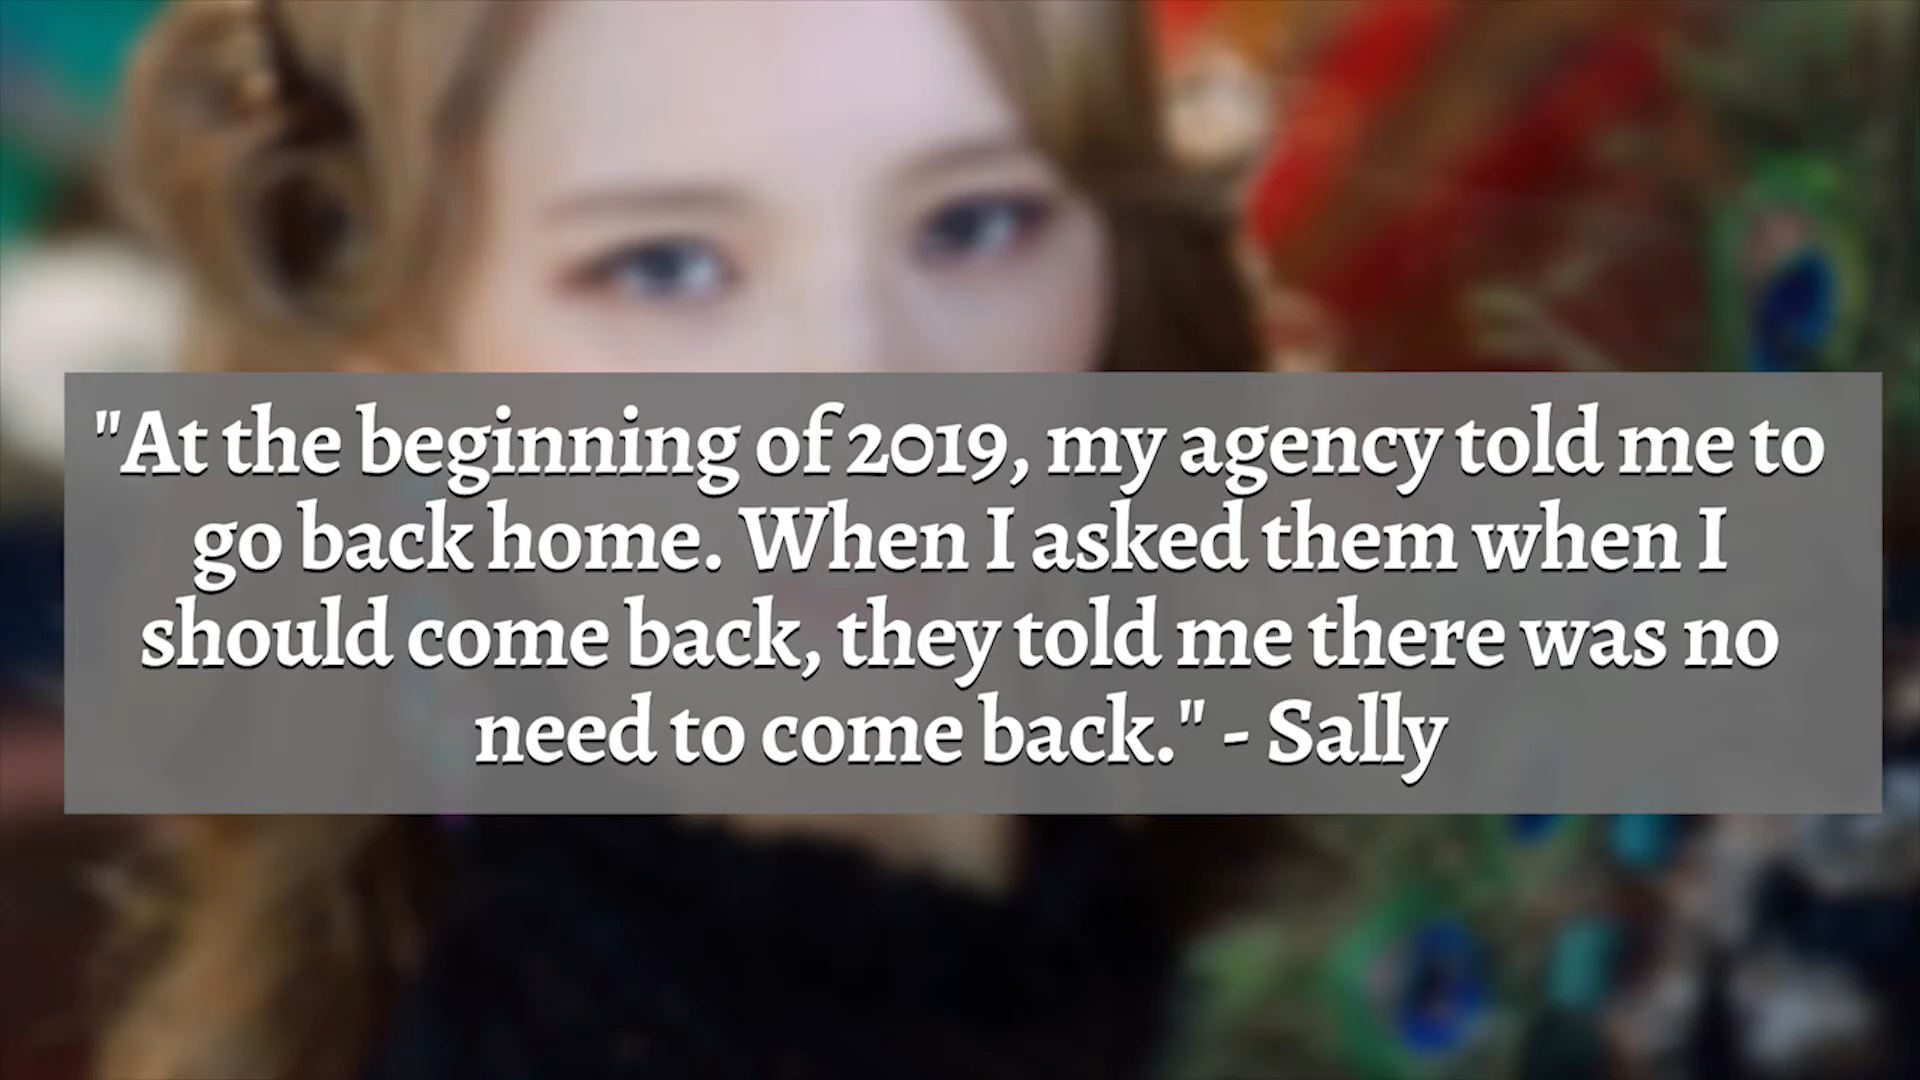 "At the beginning of 2019, my agency told me to
go back home. When I asked them when I
should come back, they told me there was no
need to come back." - Sally